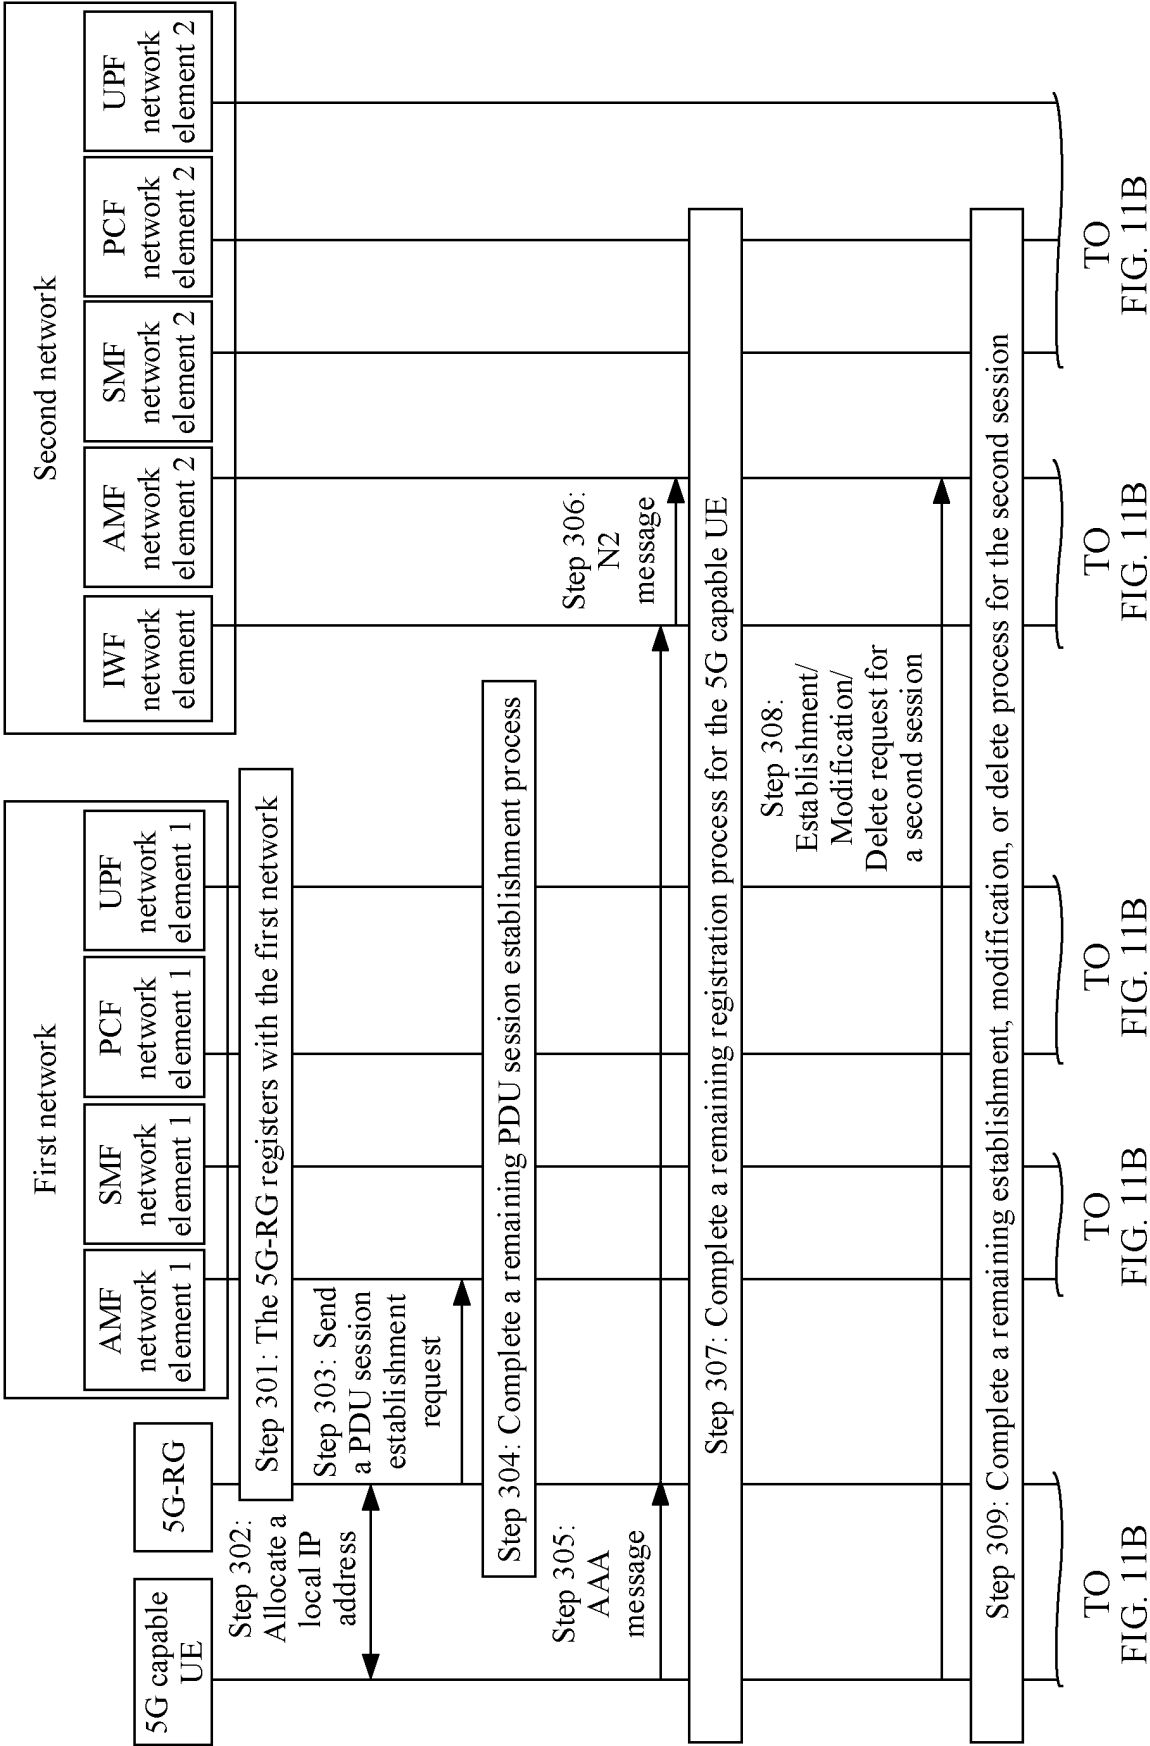 First network
Second network
5G capable
UE
5G-RG
AMF
network
element 1
SMF
network
element 1
PCF
network
element 1
UPF
network
element 1
IWF
network
element
AMF
network
element 2
SMF
network
element 2
PCF
network
element 2
UPF
network
element 2
Step 301: The 5G-RG registers with the first network
Step 302:
Allocate a
local IP
address
Step 303: Send
a PDU session
establishment
request
Step 304: Complete a remaining PDU session establishment process
Step 305:
AAA
message
Step 306:
N2
message
Step 307: Complete a remaining registration process for the 5G capable UE
Step 308:
Establishment/
Modification/
Delete request for
a second session
Step 309: Complete a remaining establishment, modification, or delete process for the second session
TO
FIG. 11B
TO
FIG. 11B
TO
FIG. 11B
TO
FIG. 11B
TO
FIG. 11B